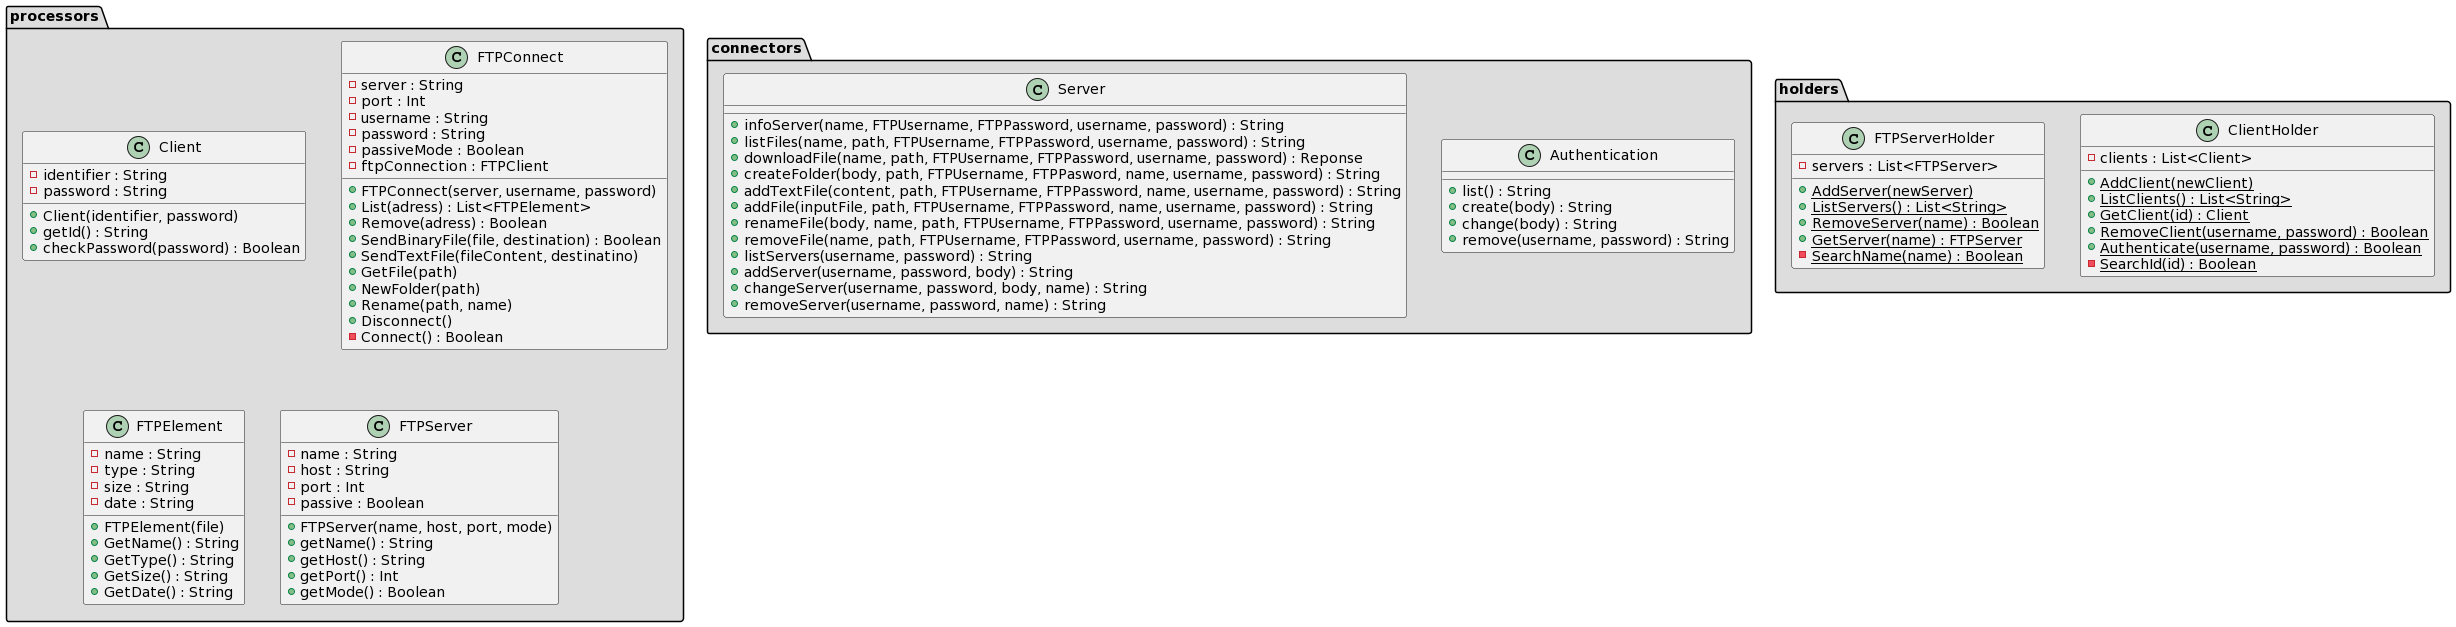 processors
C Client
identifier : String
password : String
Client(identifier, password)
getId() : String
checkPassword(password) : Boolean
C FTPConnect
server : String
port : Int
username : String
password : String
passiveMode : Boolean
ftpConnection : FTPClient
FTPConnect(server, username, password)
List(adress) : List<FTPElement>
Remove(adress) : Boolean
SendBinaryFile(file, destination) : Boolean
SendTextFile(fileContent, destinatino)
GetFile(path)
NewFolder(path)
Rename(path, name)
Disconnect()
Connect() : Boolean
C FTPElement
name : String
type : String
size : String
date : String
FTPElement(file)
GetName() : String
GetType() : String
GetSize() : String
GetDate() : String
C FTPServer
name : String
host : String
port : Int
passive : Boolean
FTPServer(name, host, port, mode)
getName() : String
getHost() : String
getPort() : Int
getMode() : Boolean
connectors
C Server
infoServer(name, FTPUsername, FTPPassword, username, password) : String
listFiles(name, path, FTPUsername, FTPPassword, username, password) : String
downloadFile(name, path, FTPUsername, FTPPassword, username, password) : Reponse
createFolder(body, path, FTPUsername, FTPPasword, name, username, password) : String
addTextFile(content, path, FTPUsername, FTPPassword, name, username, password) : String
addFile(inputFile, path, FTPUsername, FTPPassword, name, username, password) : String
renameFile(body, name, path, FTPUsername, FTPPassword, username, password) : String
removeFile(name, path, FTPUsername, FTPPassword, username, password) : String
listServers(username, password) : String
addServer(username, password, body) : String
changeServer(username, password, body, name) : String
removeServer(username, password, name) : String
C Authentication
list() : String
create(body) : String
change(body) : String
remove(username, password) : String
holders
C FTPServerHolder
servers : List<FTPServer>
AddServer(newServer)
ListServers() : List<String>
RemoveServer(name) : Boolean
GetServer(name) : FTPServer
SearchName(name) : Boolean
C ClientHolder
clients : List<Client>
AddClient(newClient)
ListClients() : List<String>
GetClient(id) : Client
RemoveClient(username, password) : Boolean
Authenticate(username, password) : Boolean
SearchId(id) : Boolean